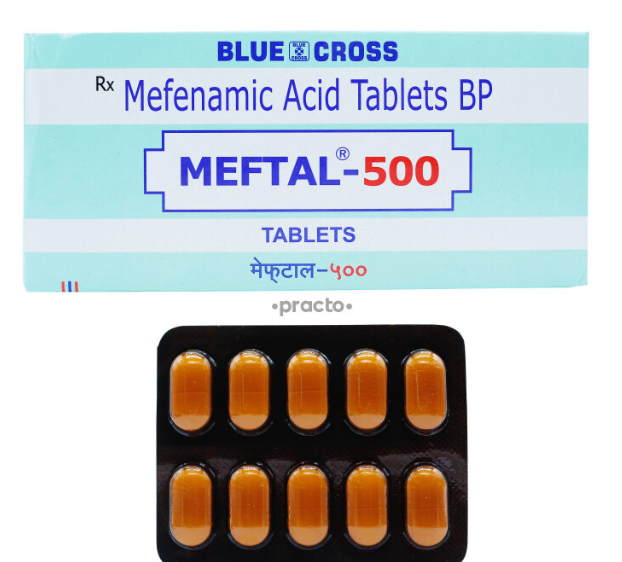 BLUE CROSS
Rx Mefenamic Acid Tablets BP
MEFTAL®-500
TABLETS
मेफ्टाल-५००
•practo•